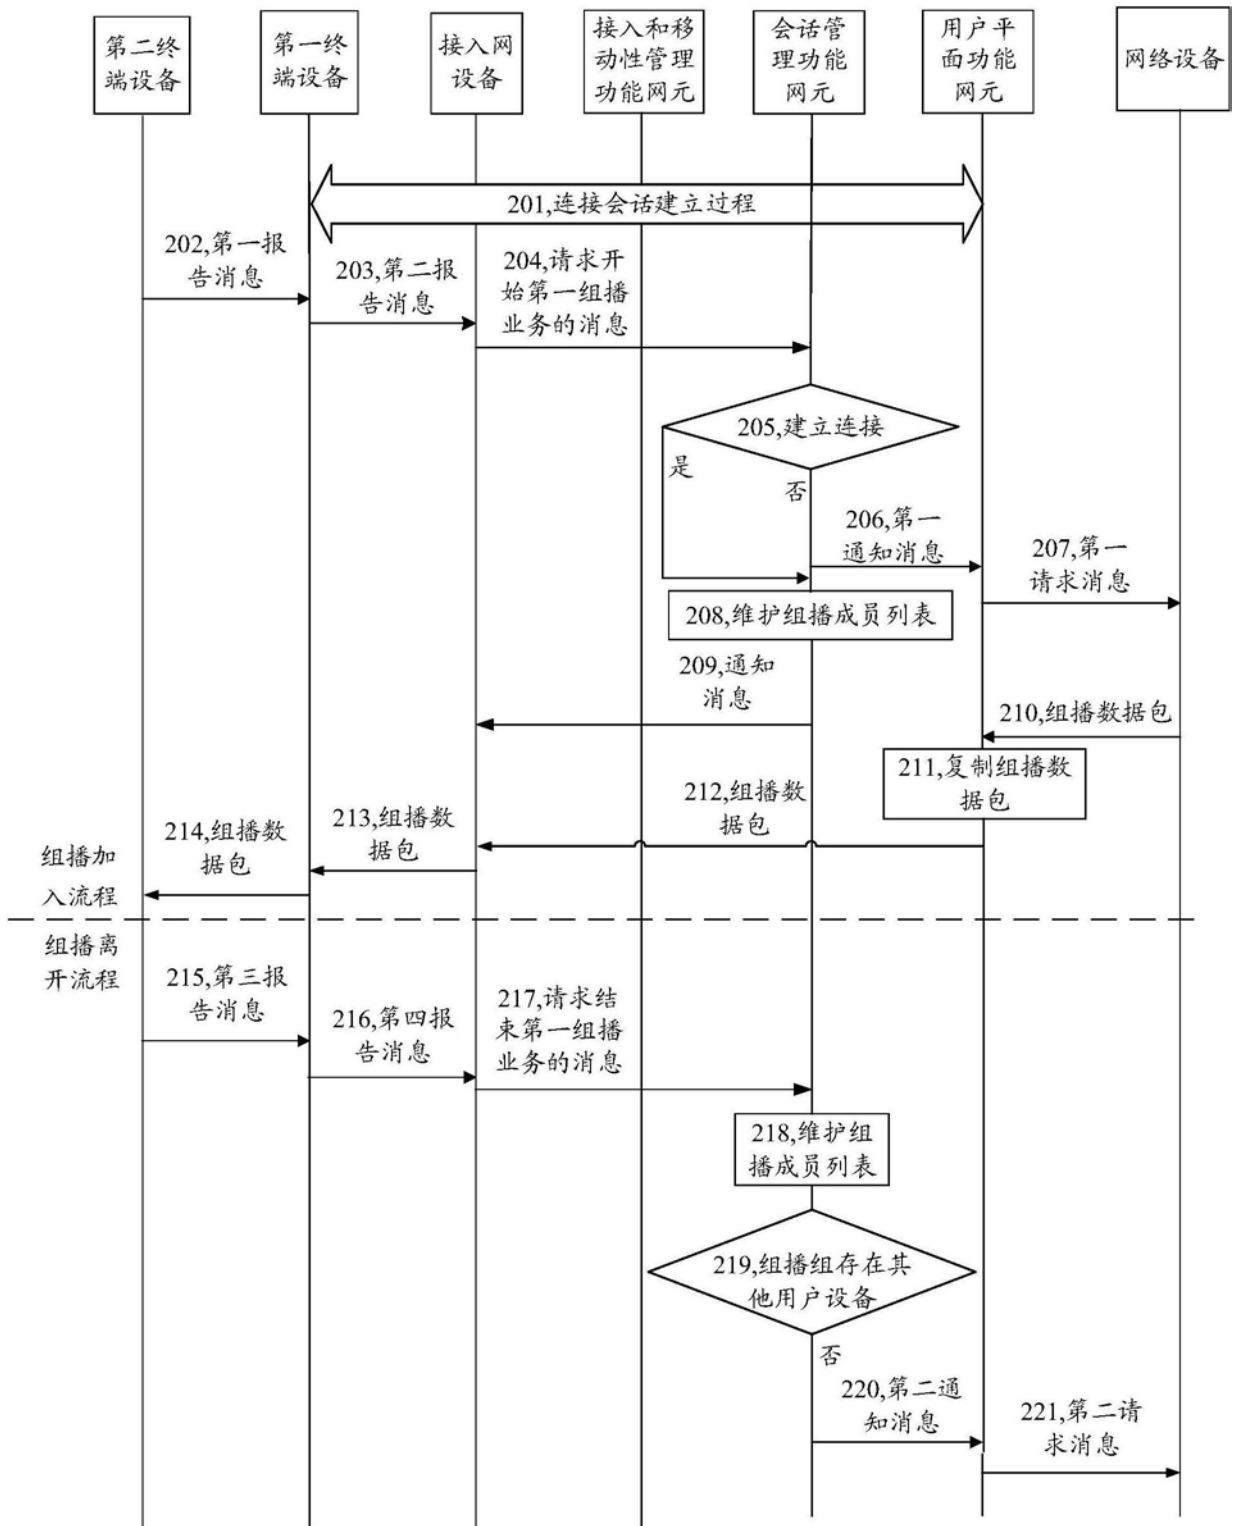 第二终
端设备
第一终
端设备
接入网
设备
接入和移
动性管理
功能网元
会话管
理功能
网元
用户平
面功能
网元
网络设备
201,连接会话建立过程
202,第一报
告消息
203,第二报
告消息
204,请求开
始第一组播
业务的消息
205,建立连接
是
否
206,第一
通知消息
207,第一
请求消息
208,维护组播成员列表
209,通知
消息
210,组播数据包
211,复制组播数
据包
212,组播数
据包
213,组播数
据包
214,组播数
据包
组播加
入流程
组播离
开流程
215,第三报
告消息
216,第四报
告消息
217,请求结
束第一组播
业务的消息
218,维护组
播成员列表
219,组播组存在其
他用户设备
否
220,第二通
知消息
221,第二请
求消息